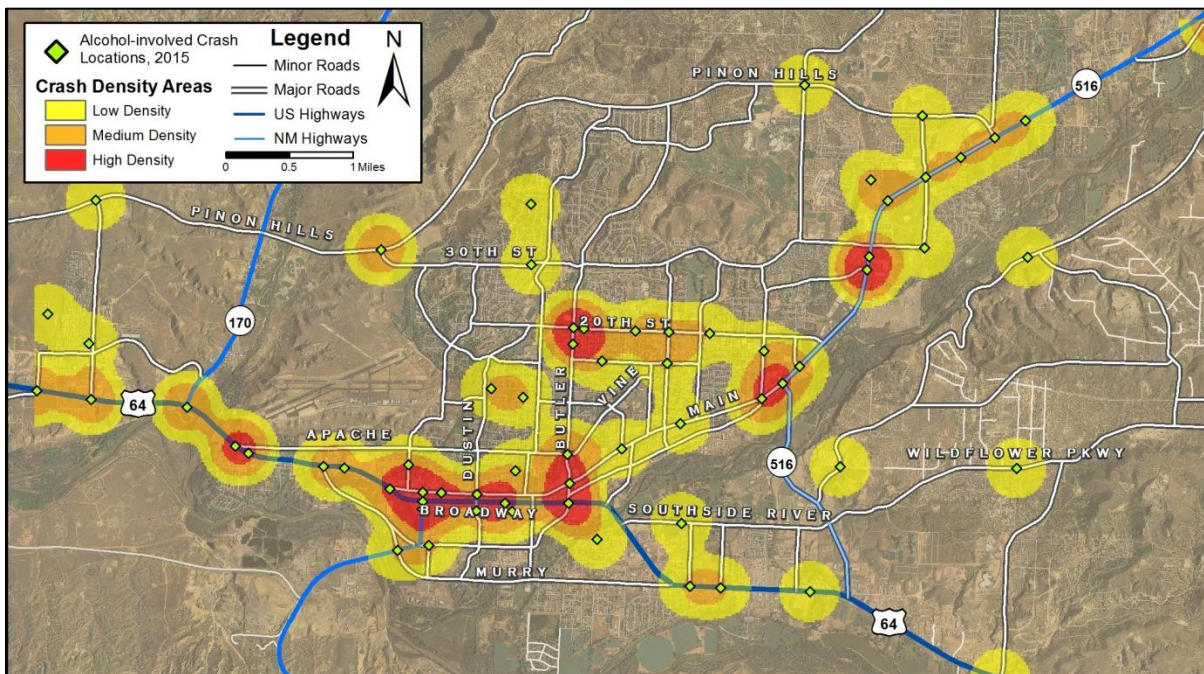 Alcohol-involved Crash
Locations, 2015
Crash Density Areas
Low Density
Medium Density
High Density
Legend
Minor Roads
Major Roads
US Highways
NM Highways
0 0.5 1 Miles
N
PINON HILLS
516
PINON HILLS
30TH ST
170
20TH ST
64
VINE
BUTLER
MAIN
DUSTIN
APACHE
516
WILDFLOWER PKWY
BROADWAY
SOUTHSIDE RIVER
MURRY
64